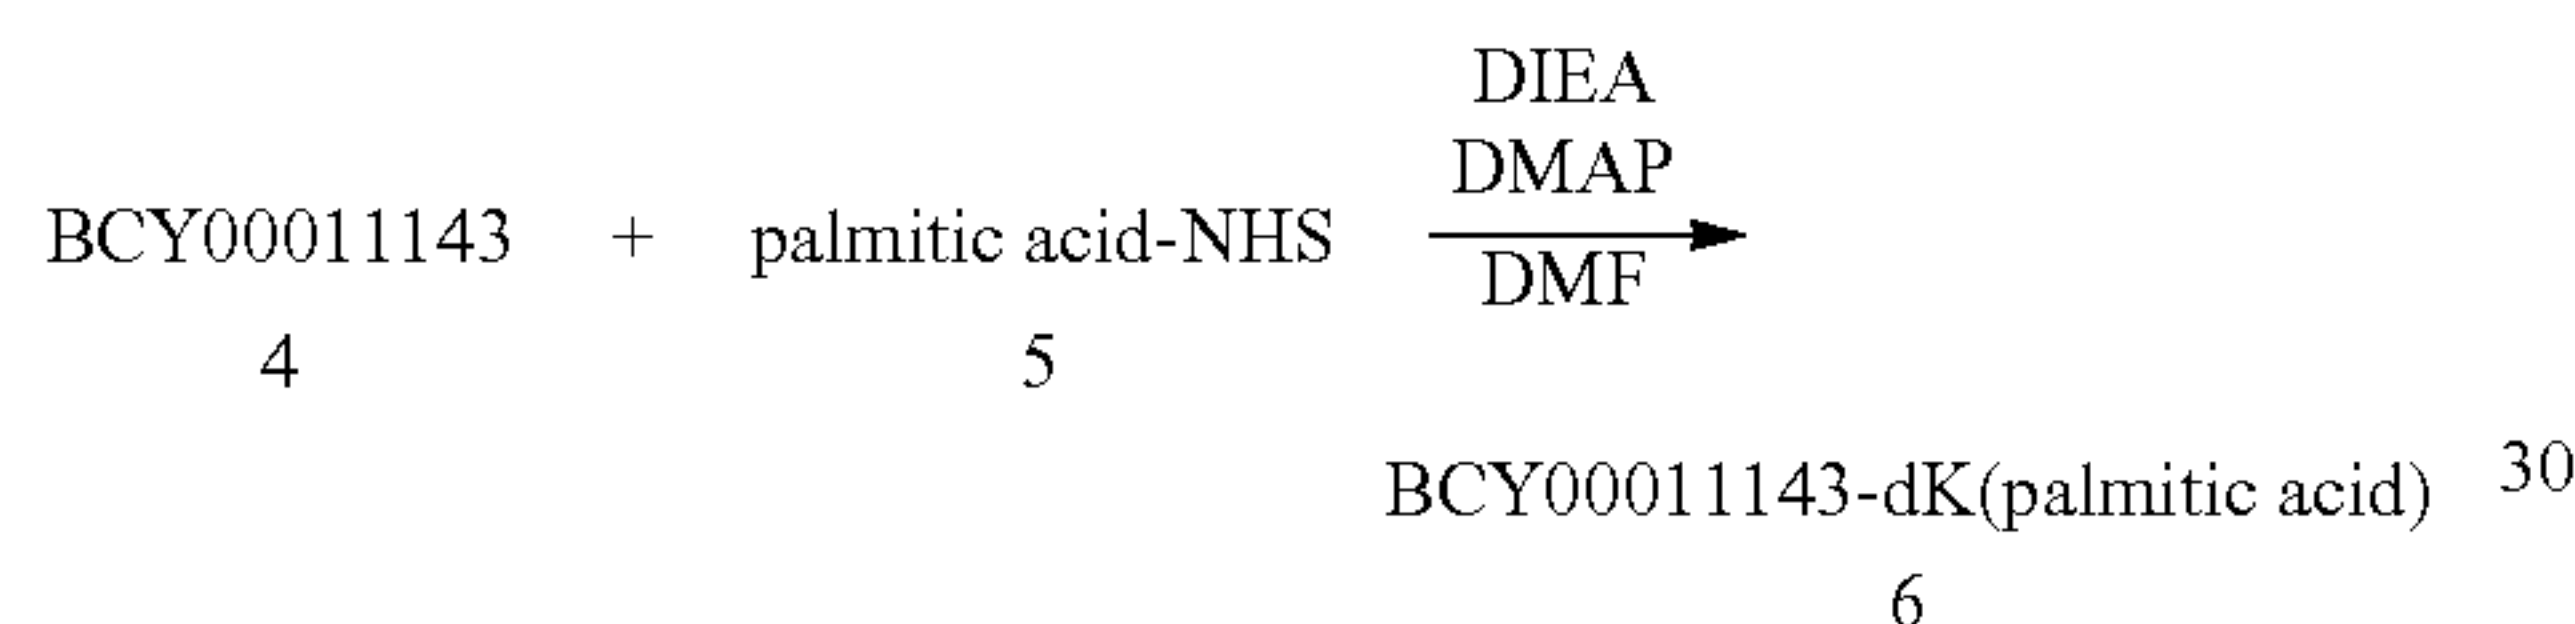 DIEA
DMAP
BCY00011143 + palmitic acid-NHS
DMF
4 5
BCY00011143-dK(palmitic acid) 30
6